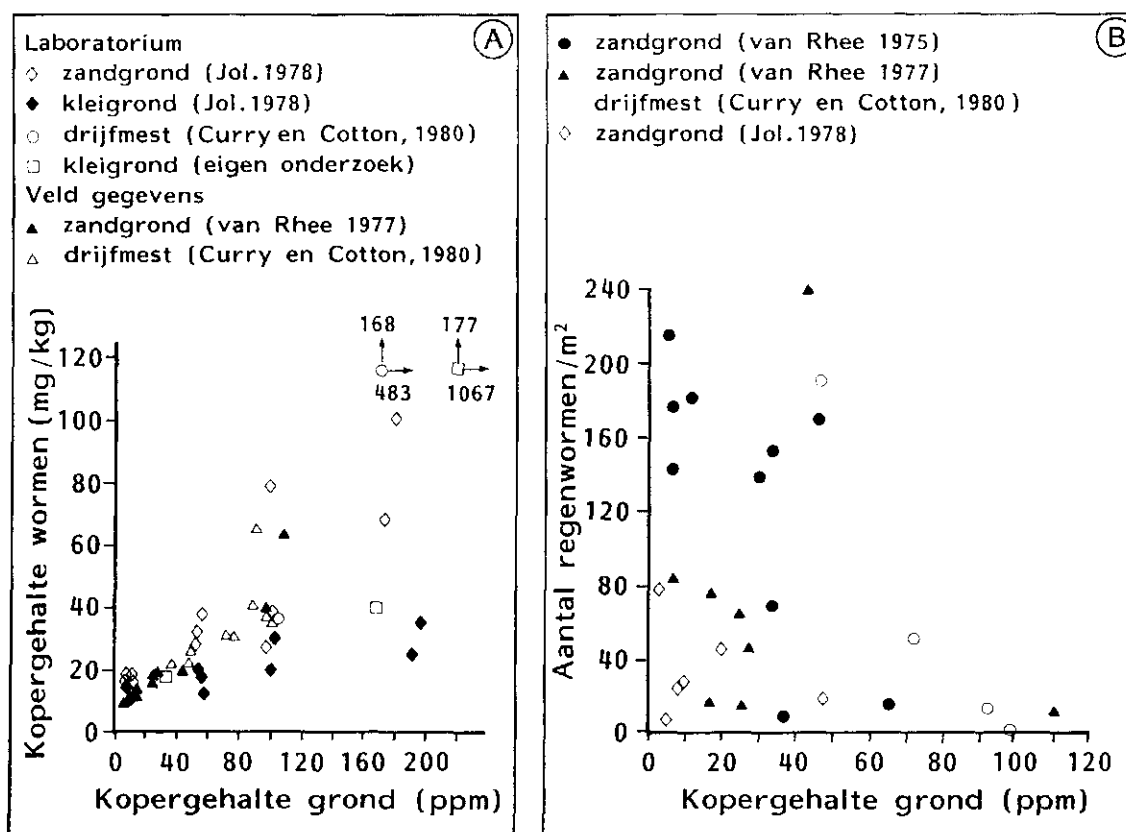 A
Laboratorium
◇ zandgrond (Jol.1978)
◆ kleigrond (Jol.1978)
○ drijfmest (Curry en Cotton, 1980)
□ kleigrond (eigen onderzoek)
Veld gegevens
▲ zandgrond (van Rhee 1977)
△ drijfmest (Curry en Cotton, 1980)
168 177
483 1067
Kopergehalte wormen (mg/kg)
120
100
80
60
40
20
0
0 40 80 120 160 200
Kopergehalte grond (ppm)
B
● zandgrond (van Rhee 1975)
▲ zandgrond (van Rhee 1977)
drijfmest (Curry en Cotton, 1980)
◇ zandgrond (Jol.1978)
Aantal regenwormen/m²
240
200
160
120
80
40
0
0 20 40 60 80 100 120
Kopergehalte grond (ppm)